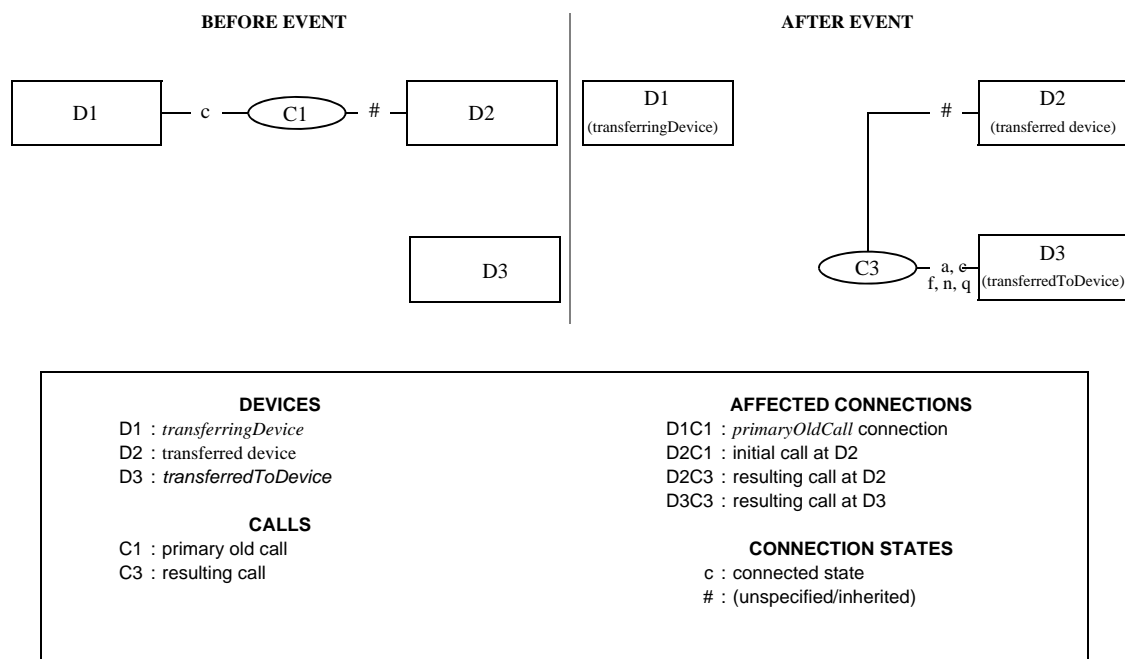 BEFORE EVENT
AFTER EVENT
D1
c
C1
#
D2
D3
D1
(transferringDevice)
#
D2
(transferred device)
C3
a, c
f, n, q
D3
(transferredToDevice)
DEVICES
D1 : transferringDevice
D2 : transferred device
D3 : transferredToDevice
CALLS
C1 : primary old call
C3 : resulting call
AFFECTED CONNECTIONS
D1C1 : primaryOldCall connection
D2C1 : initial call at D2
D2C3 : resulting call at D2
D3C3 : resulting call at D3
CONNECTION STATES
c : connected state
# : (unspecified/inherited)